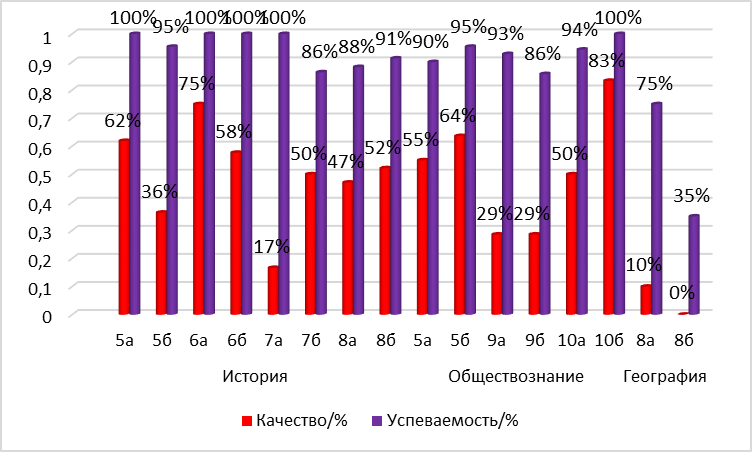 100% 95% 100% 100% 100% 86% 88% 91% 90% 95% 93% 86% 94% 100% 75% 35%
62% 36% 75% 58% 17% 50% 47% 52% 55% 64% 29% 29% 50% 83% 10% 0%
1
0,9
0,8
0,7
0,6
0,5
0,4
0,3
0,2
0,1
0
5а 5б 6а 6б 7а 7б 8а 8б 5а 5б 9а 9б 10а 10б 8а 8б
История Обществознание География
Качество/% Успеваемость/%